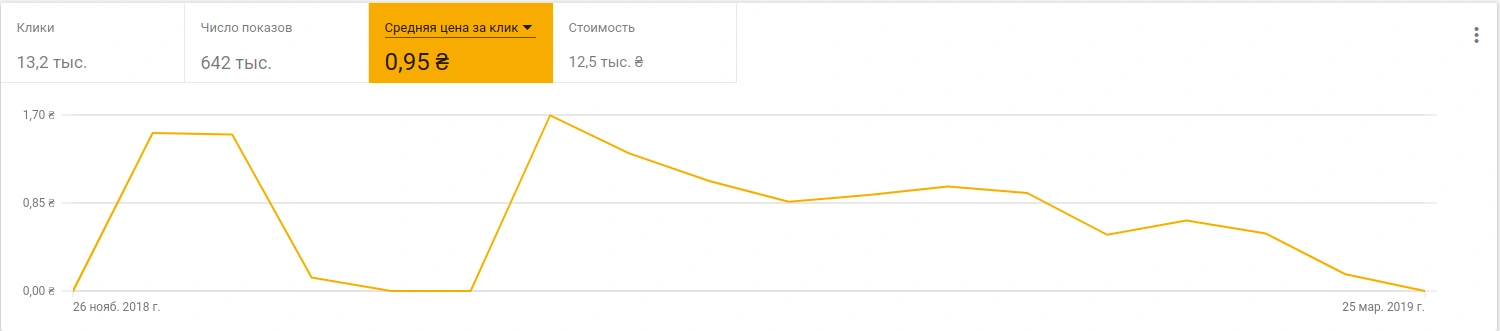 Клики
13,2 тыс.
Число показов
642 тыс.
Средняя цена за клик
0,95 ₴
Стоимость
12,5 тыс. ₴
1,70 ₴
0,85 ₴
0,00 ₴
26 нояб. 2018 г.
25 мар. 2019 г.